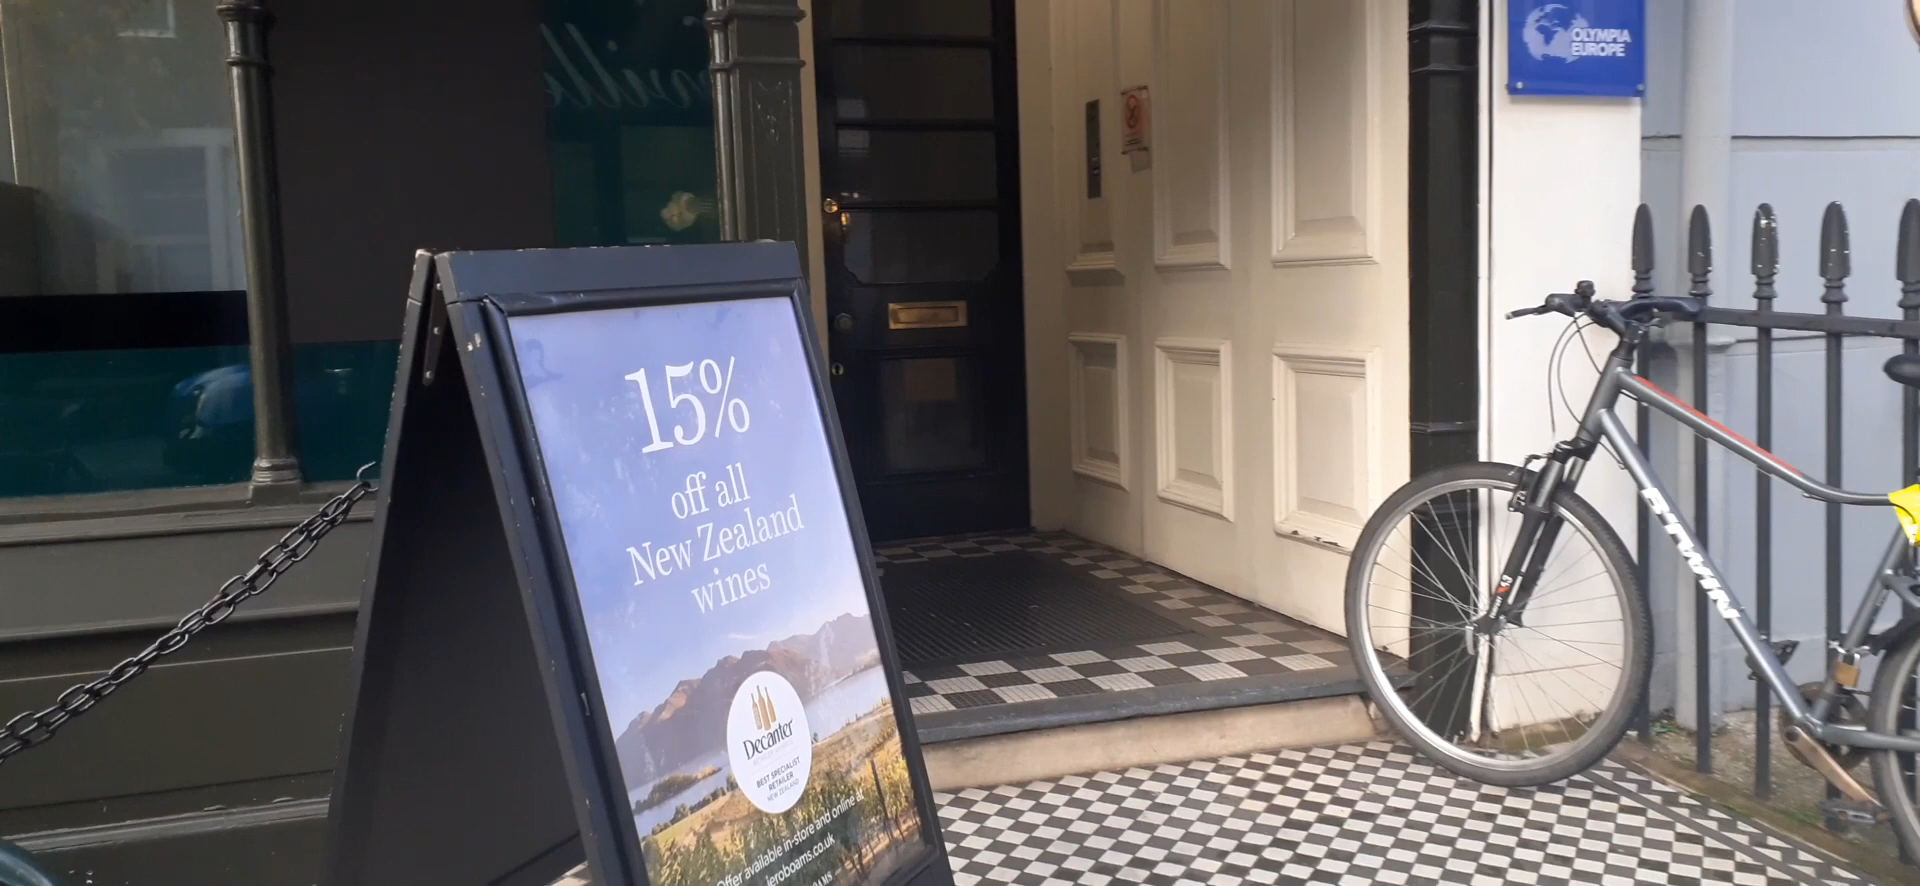 OLYMPIA
EUROPE
15%
off all
New Zealand
wines
Decanter
BEST SPECIALIST
RETAILER
NEW ZEALAND
Offer available in-store and online at
jeroboams.co.uk
BTWIN